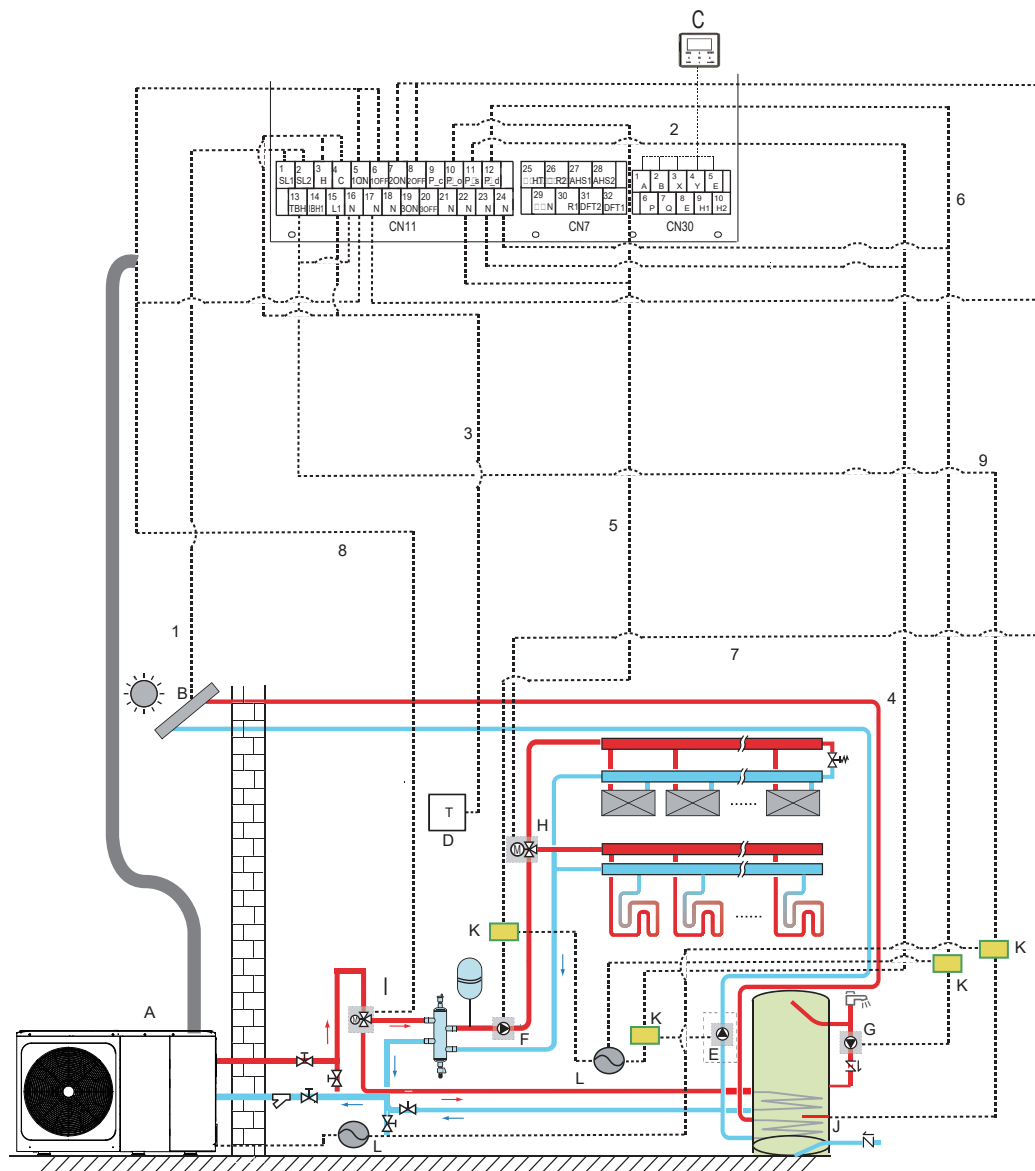 C
2
1 2 3 4 5 6 7 8 9 10 11 12
SL1 SL2 H C 1ON 1OFF 2ON 2OFF P_c P_o P_s P_d
13 14 15 16 17 18 19 20 21 22 23 24
TBH IBH1 L1 N N N 3ON 3OFF N N N N
CN11
25 26 27 28
HT R2 AHS1 AHS2
29 30 31 32
N R1 DFT2 DFT1
CN7
1 2 3 4 5
A B X Y E
6 7 8 9 10
P Q E H1 H2
CN30
6
3
9
5
8
1
7
B
4
T
D
H
M
K
K
K
I
A
M
F
G
K
E
L
J
L